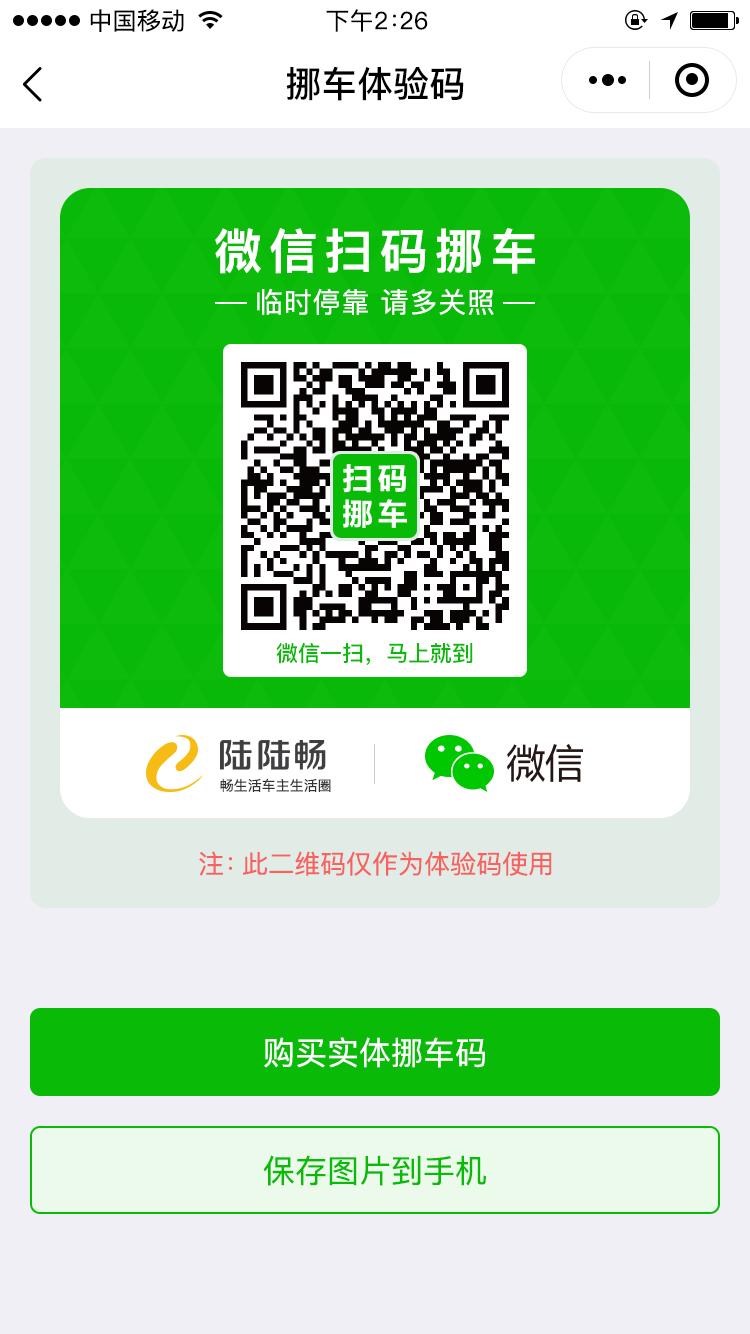 中国移动 下午2:26
挪车体验码
微信扫码挪车
临时停靠 请多关照
扫码
挪车
微信一扫，马上就到
陆陆畅
畅生活车主生活圈
微信
注：此二维码仅作为体验码使用
购买实体挪车码
保存图片到手机